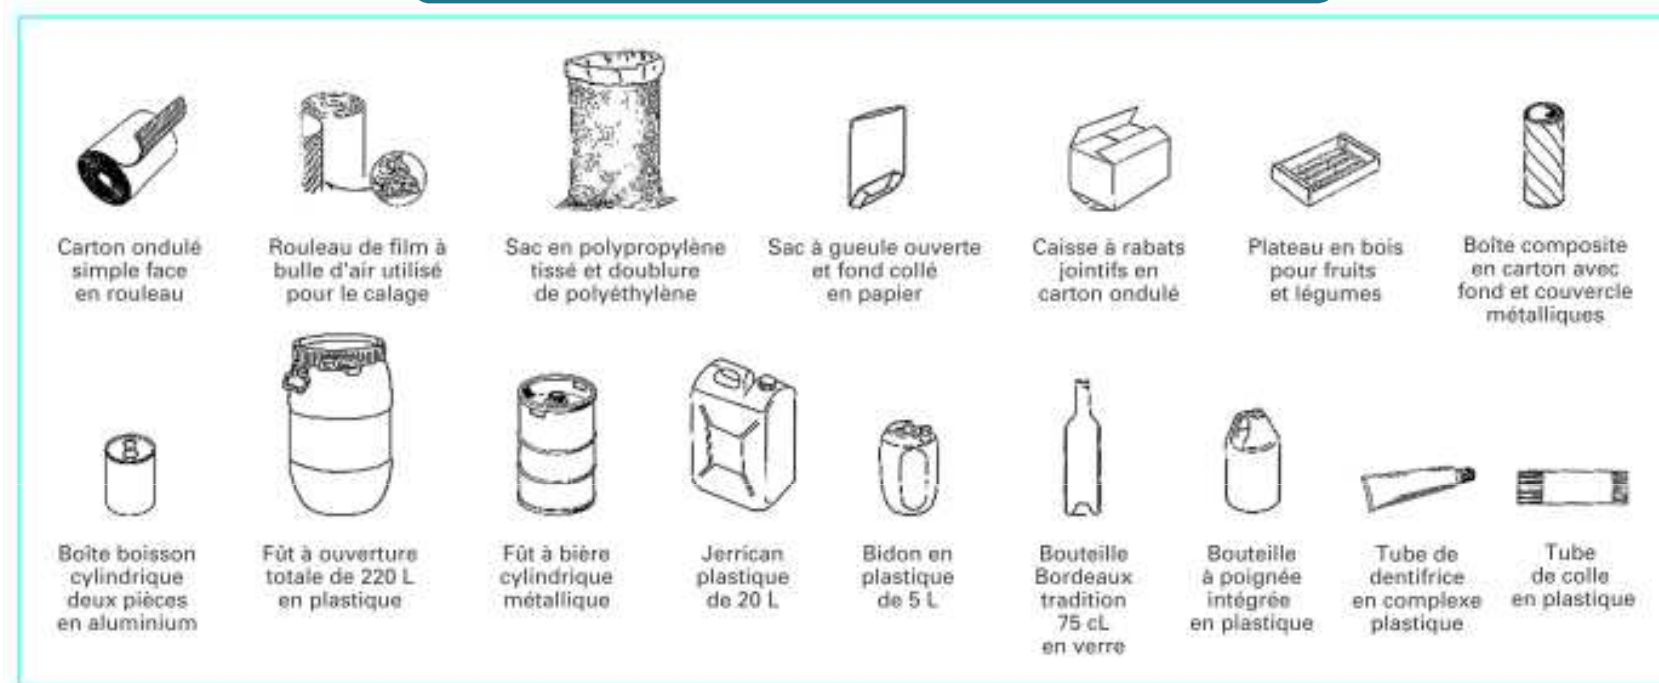 Carton ondulé
simple face
en rouleau
Rouleau de film à
bulle d'air utilisé
pour le calage
Sac en polypropylène
tissé et doublure
de polyéthylène
Sac à gueule ouverte
et fond collé
en papier
Caisse à rabats
jointifs en
carton ondulé
Plateau en bois
pour fruits
et légumes
Boîte composite
en carton avec
fond et couvercle
métalliques
Boîte boisson
cylindrique
deux pièces
en aluminium
Fût à ouverture
totale de 220 L
en plastique
Fût à bière
cylindrique
métallique
Jerrican
plastique
de 20 L
Bidon en
plastique
de 5 L
Bouteille
Bordeaux
tradition
75 cL
en verre
Bouteille
à poignée
intégrée
en plastique
Tube de
dentifrice
en complexe
plastique
Tube
de colle
en plastique